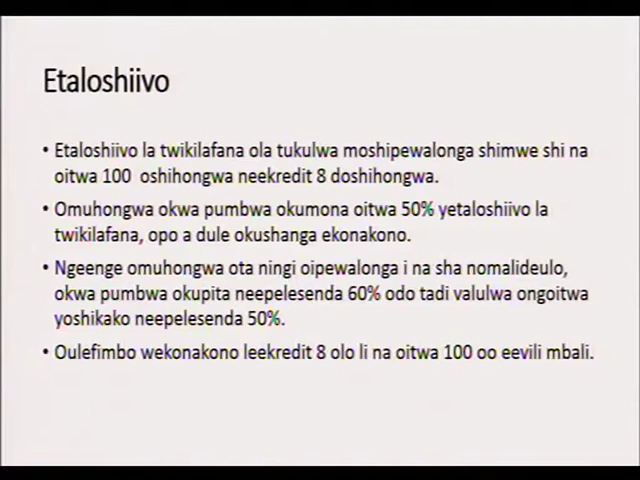 Etaloshiivo
• Etaloshiivo la twikilafana ola tukulwa moshipewalonga shimwe shi na
oitwa 100 oshihongwa neekredit 8 doshihongwa.
• Omuhongwa okwa pumbwa okumona oitwa 50% yetaloshiivo la
twikilafana, opo a dule okushanga ekonakono.
• Ngeenge omuhongwa ota ningi oipewalonga i na sha nomalideulo,
okwa pumbwa okupita neepelesenda 60% odo tadi valulwa ongoitwa
yoshikako neepelesenda 50%.
• Oulefimbo wekonakono leekredit 8 olo li na oitwa 100 oo eevili mbali.